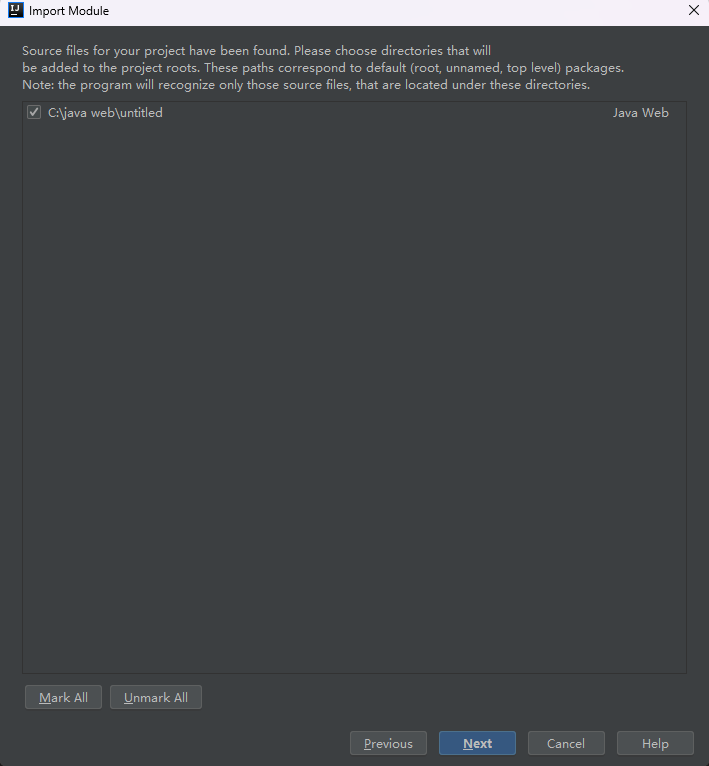 IJ Import Module
Source files for your project have been found. Please choose directories that will
be added to the project roots. These paths correspond to default (root, unnamed, top level) packages.
Note: the program will recognize only those source files, that are located under these directories.
C:\java web\untitled Java Web
Mark All Unmark All
Previous Next Cancel Help